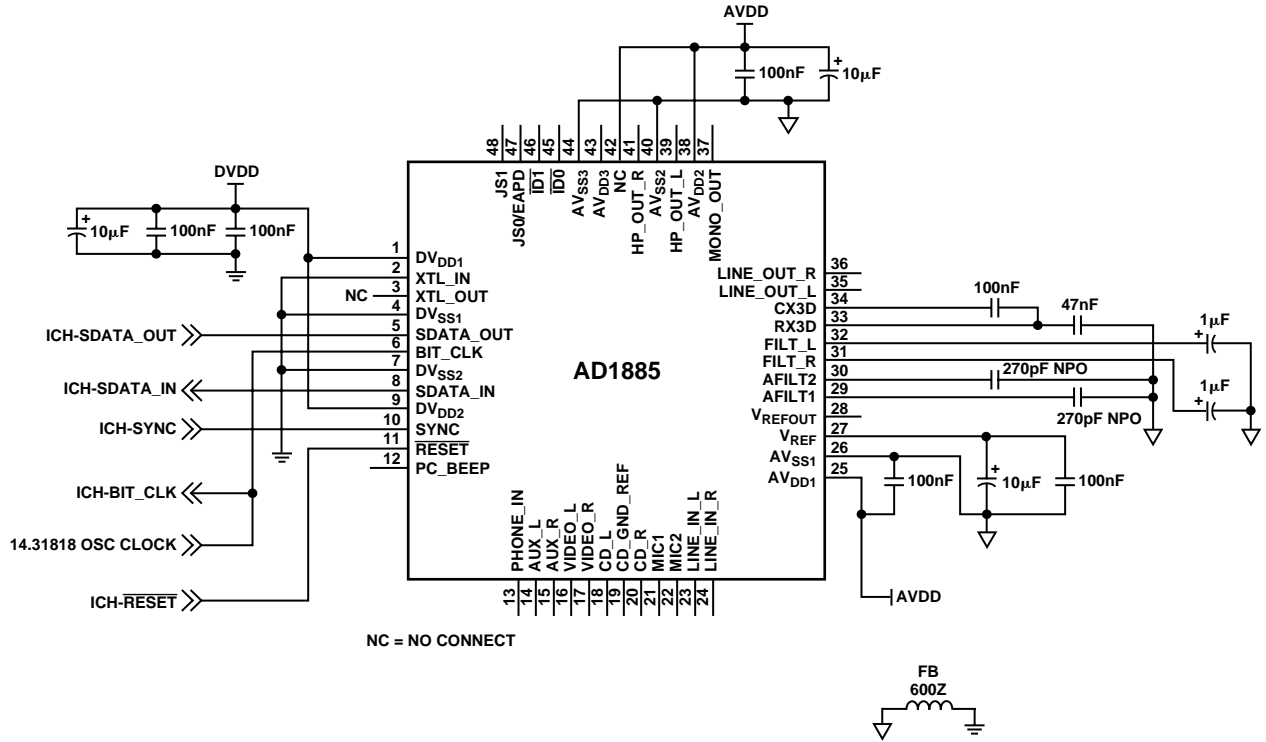 AVDD
100nF
+
10μF
48
47
46
45
44
43
42
41
40
39
38
37
JS1
JS0/EAPD
ID1
ID0
AVSS3
AVDD3
NC
HP_OUT_R
AVSS2
HP_OUT_L
AVDD2
MONO_OUT
DVDD
+
10μF
100nF
100nF
1 DVDD1
2 XTL_IN
NC 3 XTL_OUT
4 DVSS1
ICH-SDATA_OUT 5 SDATA_OUT
6 BIT_CLK
7 DVSS2
ICH-SDATA_IN 8 SDATA_IN
9 DVDD2
ICH-SYNC 10 SYNC
11 RESET
12 PC_BEEP
ICH-BIT_CLK
14.31818 OSC CLOCK
ICH-RESET
AD1885
LINE_OUT_R 36
LINE_OUT_L 35
CX3D 34
RX3D 33
FILT_L 32
FILT_R 31
AFILT2 30
AFILT1 29
VREFOUT 28
VREF 27
AVSS1 26
AVDD1 25
100nF
47nF
1μF
+
270pF NPO
1μF
+
270pF NPO
100nF
+
10μF
100nF
AVDD
PHONE_IN
AUX_L
AUX_R
VIDEO_L
VIDEO_R
CD_L
CD_GND_REF
CD_R
MIC1
MIC2
LINE_IN_L
LINE_IN_R
13
14
15
16
17
18
19
20
21
22
23
24
NC = NO CONNECT
FB
600Z